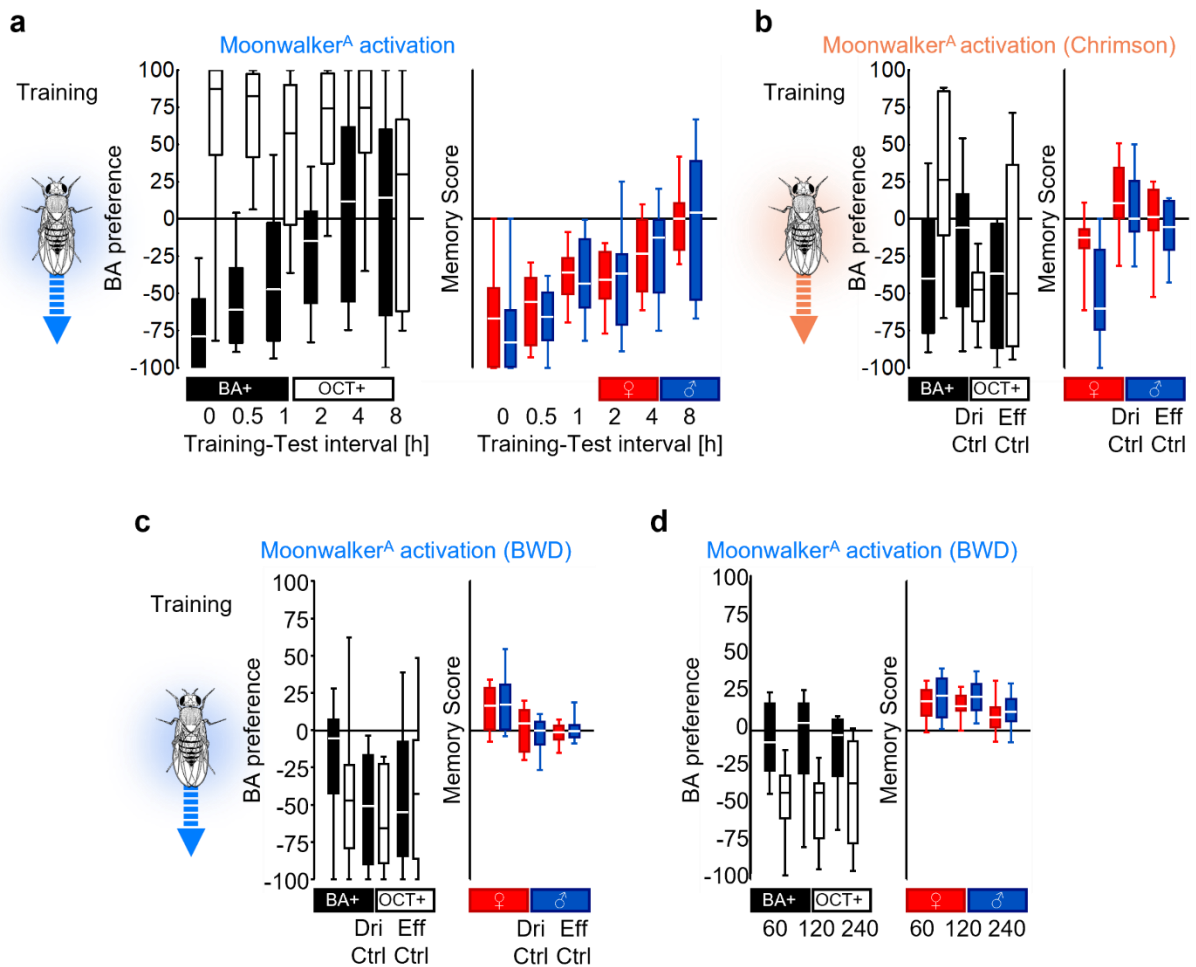 a
Moonwalkerᴬ activation
Training
BA preference
100
75
50
25
0
-25
-50
-75
-100
BA+ OCT+
0 0.5 1 2 4 8
Training-Test interval [h]
Memory Score
♀ ♂
0 0.5 1 2 4 8
Training-Test interval [h]
b
Moonwalkerᴬ activation (Chrimson)
Training
BA preference
100
75
50
25
0
-25
-50
-75
-100
BA+ OCT+
Dri Eff
Ctrl Ctrl
Memory Score
♀ ♂
Dri Eff
Ctrl Ctrl
c
Moonwalkerᴬ activation (BWD)
Training
BA preference
100
75
50
25
0
-25
-50
-75
-100
BA+ OCT+
Dri Eff
Ctrl Ctrl
Memory Score
♀ ♂
Dri Eff
Ctrl Ctrl
d
Moonwalkerᴬ activation (BWD)
BA preference
100
75
50
25
0
-25
-50
-75
-100
BA+ OCT+
60 120 240
Memory Score
♀ ♂
60 120 240